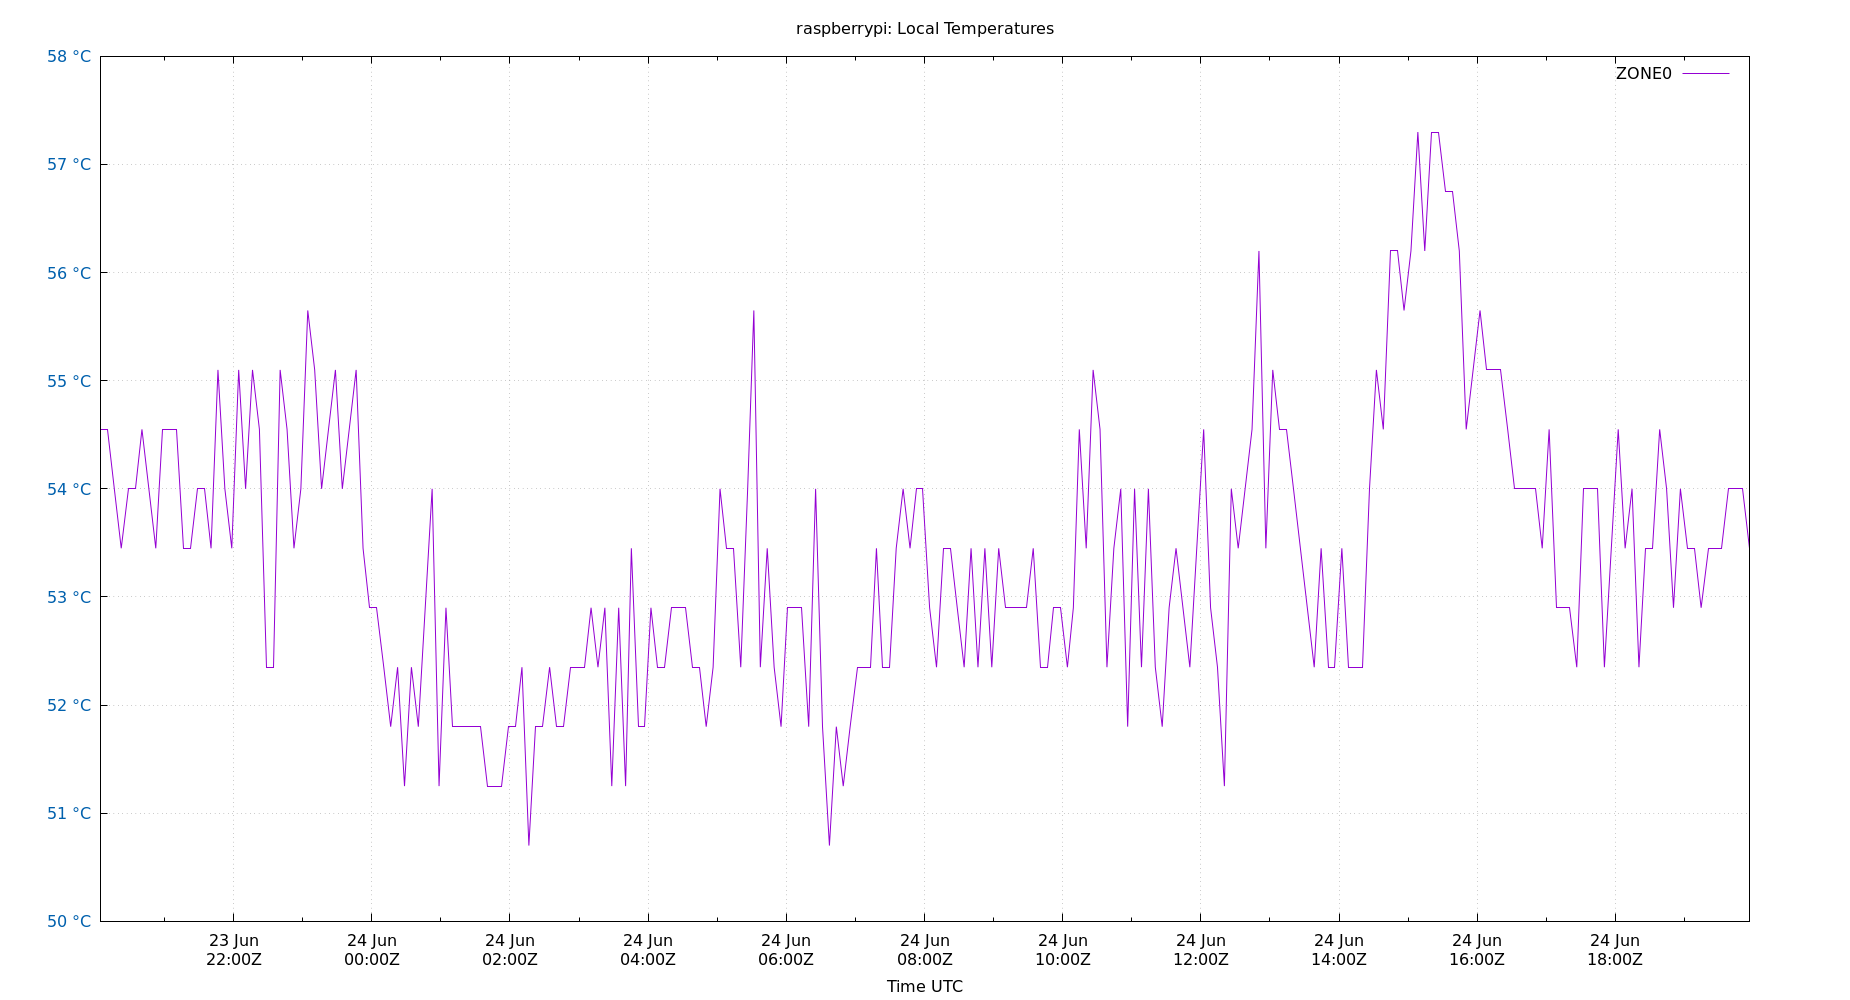 raspberrypi: Local Temperatures
58 °C
ZONE0
57 °C
56 °C
55 °C
54 °C
53 °C
52 °C
51 °C
50 °C
23 Jun 24 Jun 24 Jun 24 Jun 24 Jun 24 Jun 24 Jun 24 Jun 24 Jun 24 Jun 24 Jun
22:00Z 00:00Z 02:00Z 04:00Z 06:00Z 08:00Z 10:00Z 12:00Z 14:00Z 16:00Z 18:00Z
Time UTC